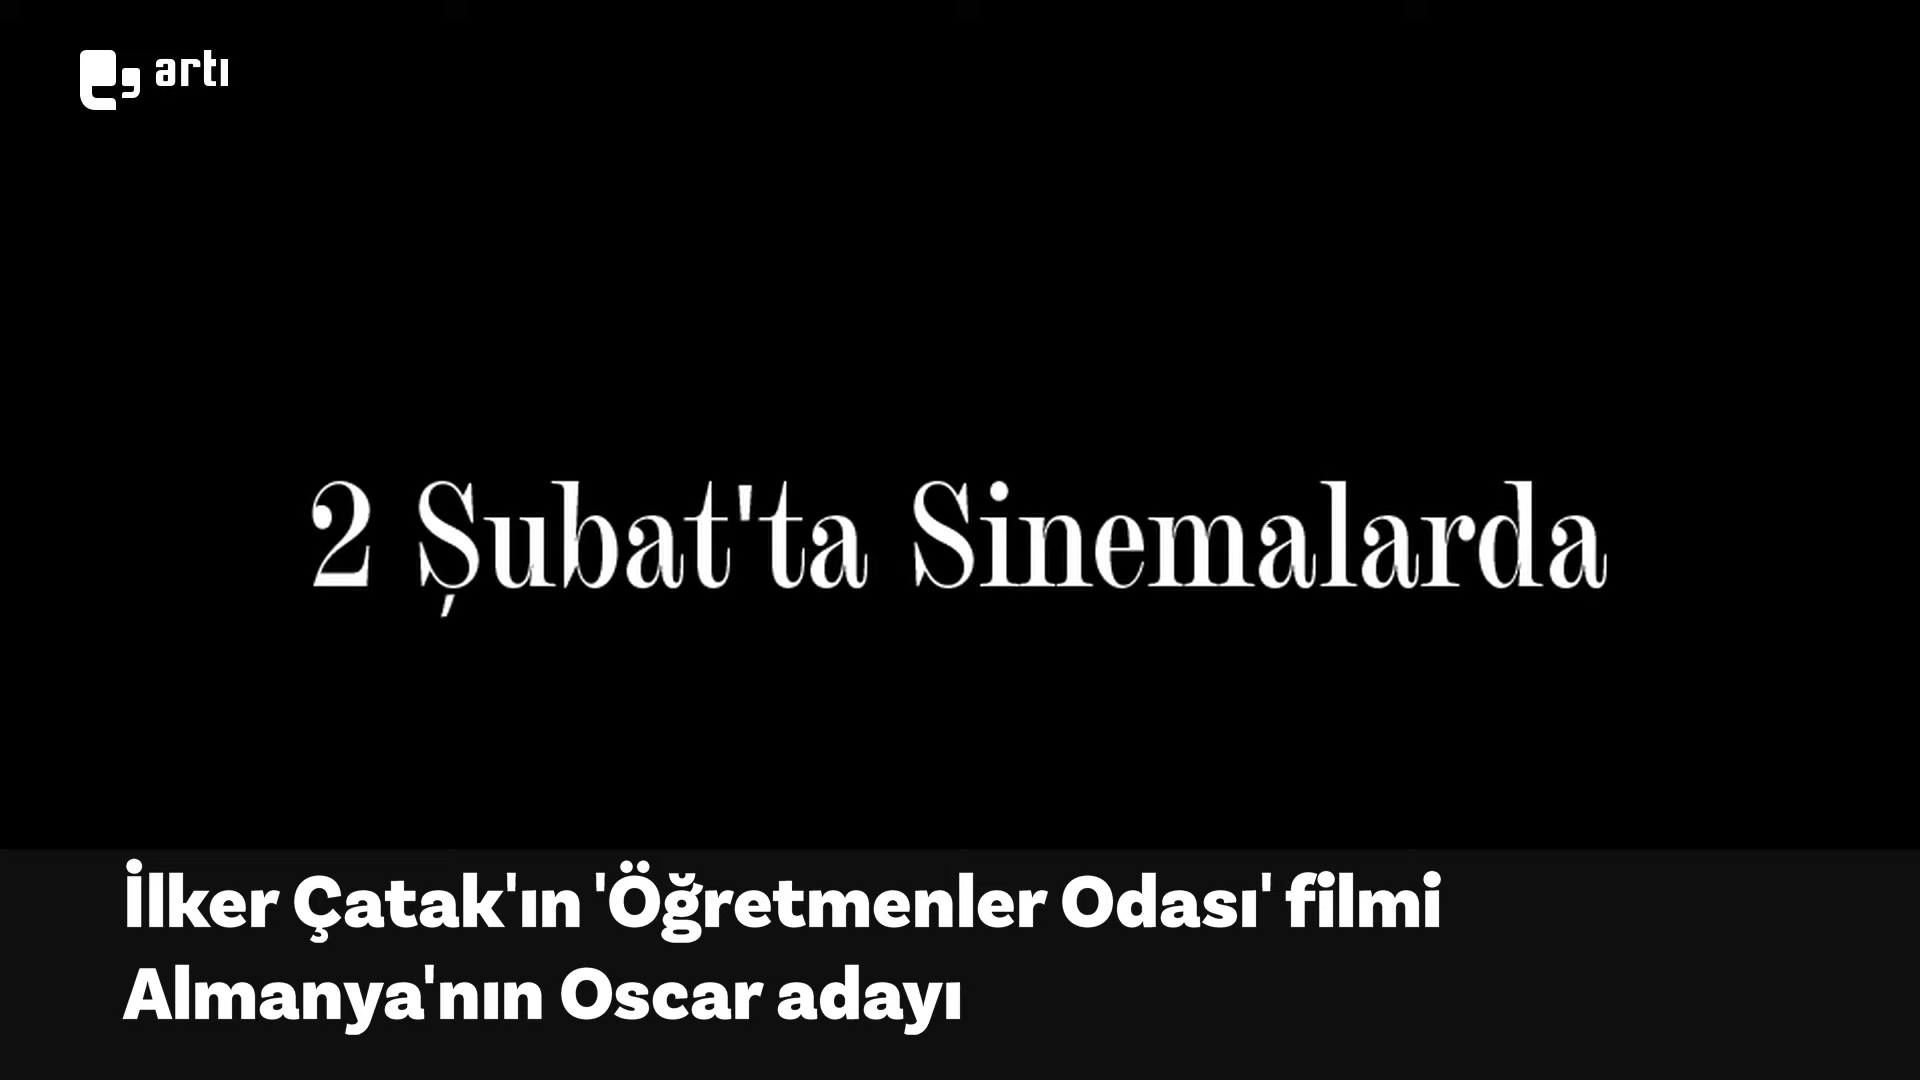 artı
2 Şubat'ta Sinemalarda
İlker Çatak'ın 'Öğretmenler Odası' filmi
Almanya'nın Oscar adayı